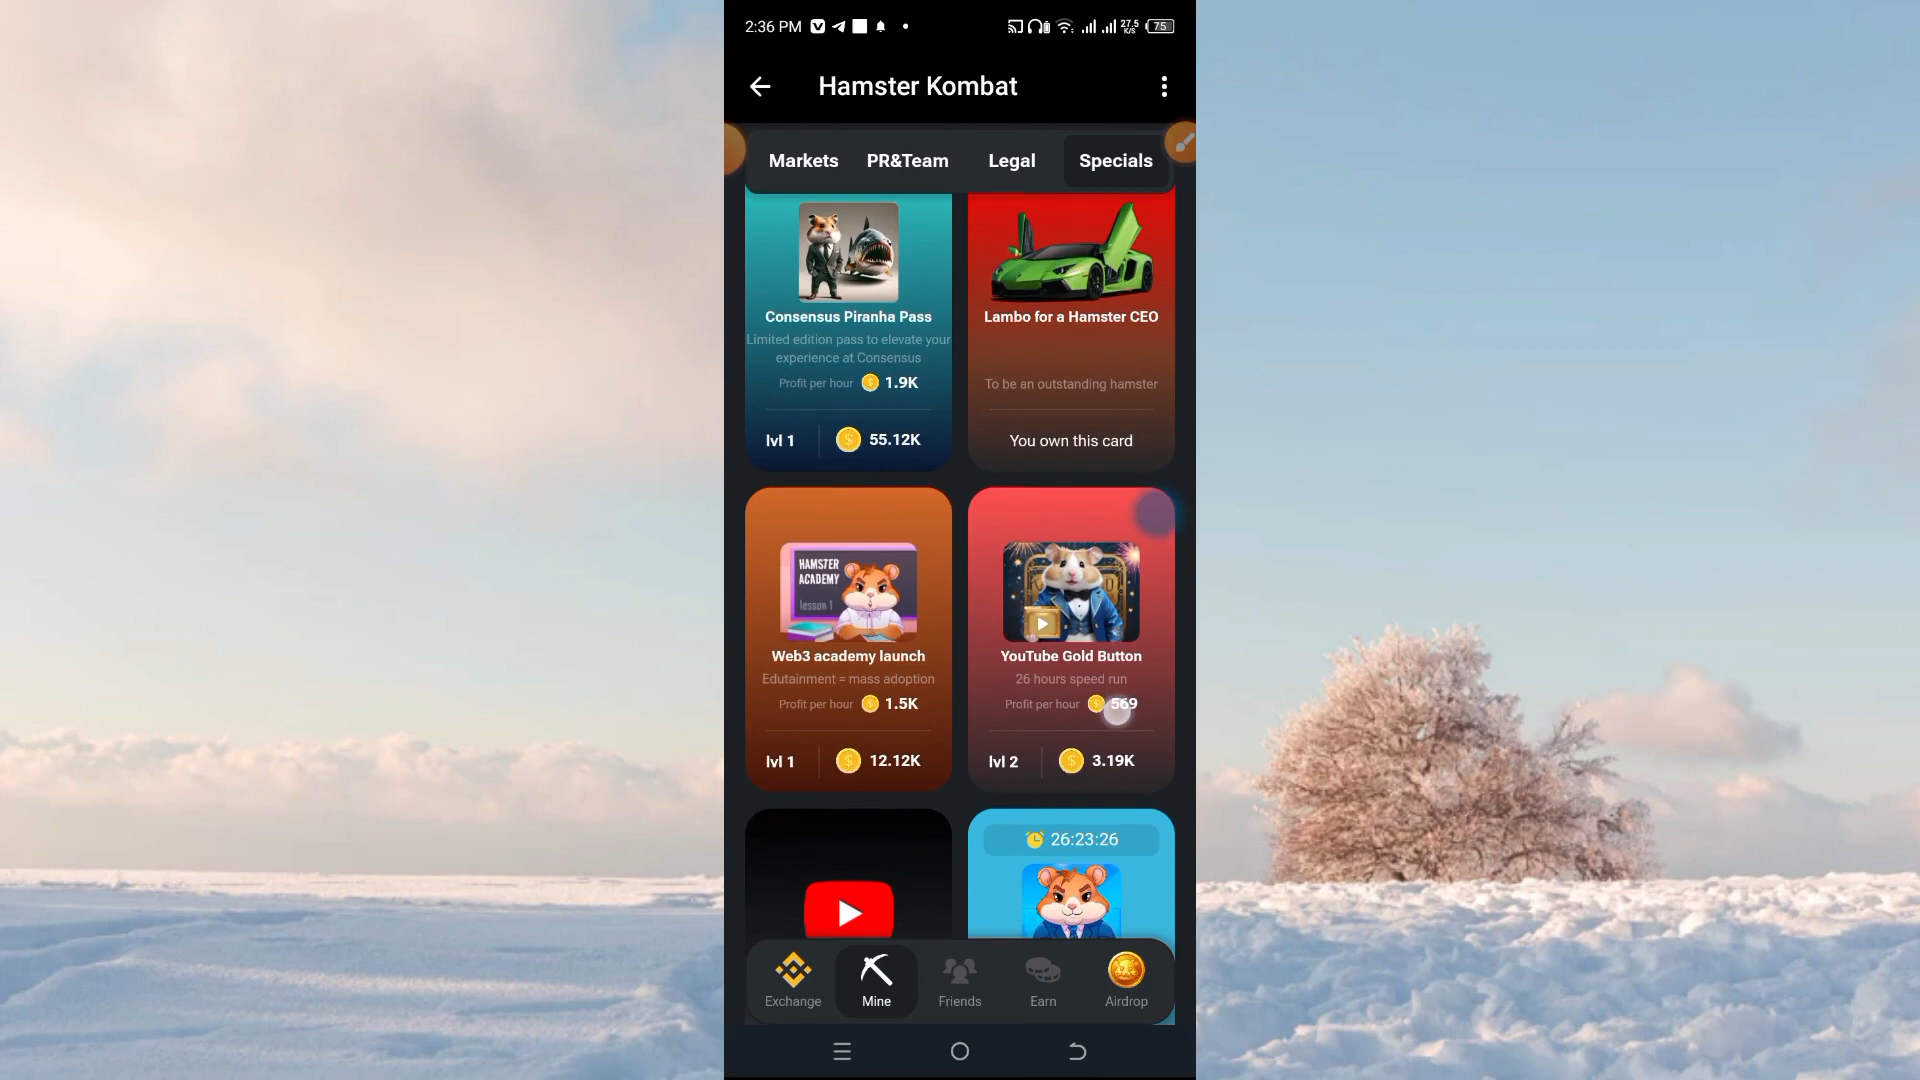 2:36 PM
27.5
K/S
75
Hamster Kombat
Markets PR&Team Legal Specials
Consensus Piranha Pass
Limited edition pass to elevate your
experience at Consensus
Profit per hour 1.9K
lvl 1 55.12K
Lambo for a Hamster CEO
To be an outstanding hamster
You own this card
HAMSTER
ACADEMY
lesson 1
Web3 academy launch
Edutainment = mass adoption
Profit per hour 1.5K
lvl 1 12.12K
YouTube Gold Button
26 hours speed run
Profit per hour 569
lvl 2 3.19K
26:23:26
Exchange Mine Friends Earn Airdrop